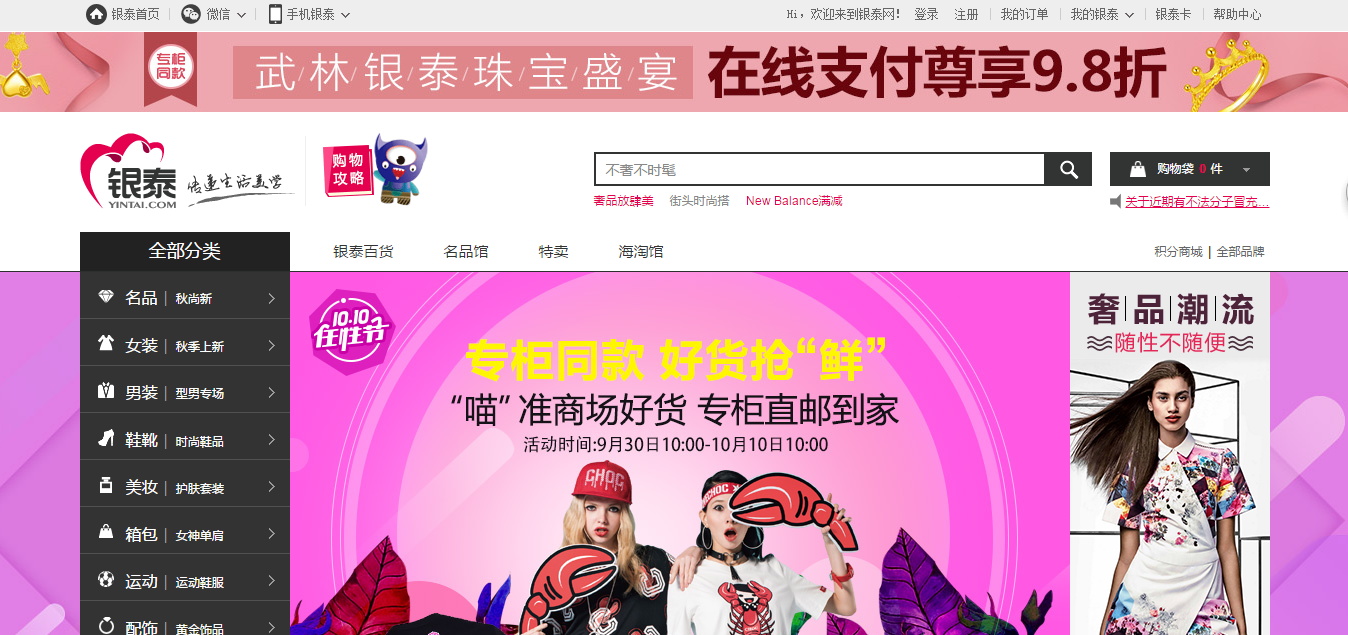 银泰首页 微信 手机银泰 Hi，欢迎来到银泰网! 登录 注册 我的订单 我的银泰 银泰卡 帮助中心
专柜
同款
武/林/银/泰/珠/宝/盛/宴
在线支付尊享9.8折
银泰
YINTAI.COM
传递生活美学
购物
攻略
不奢不时髦
购物袋 0 件
奢品放肆美 街头时尚搭 New Balance满减
关于近期有不法分子冒充...
全部分类 银泰百货 名品馆 特卖 海淘馆 积分商城 | 全部品牌
名品 | 秋尚新
女装 | 秋季上新
男装 | 型男专场
鞋靴 | 时尚鞋品
美妆 | 护肤套装
箱包 | 女神单肩
运动 | 运动鞋服
配饰 | 黄金饰品
10.10
任性节
专柜同款 好货抢“鲜”
“喵” 准商场好货 专柜直邮到家
活动时间:9月30日10:00-10月10日10:00
奢|品|潮|流
随性不随便